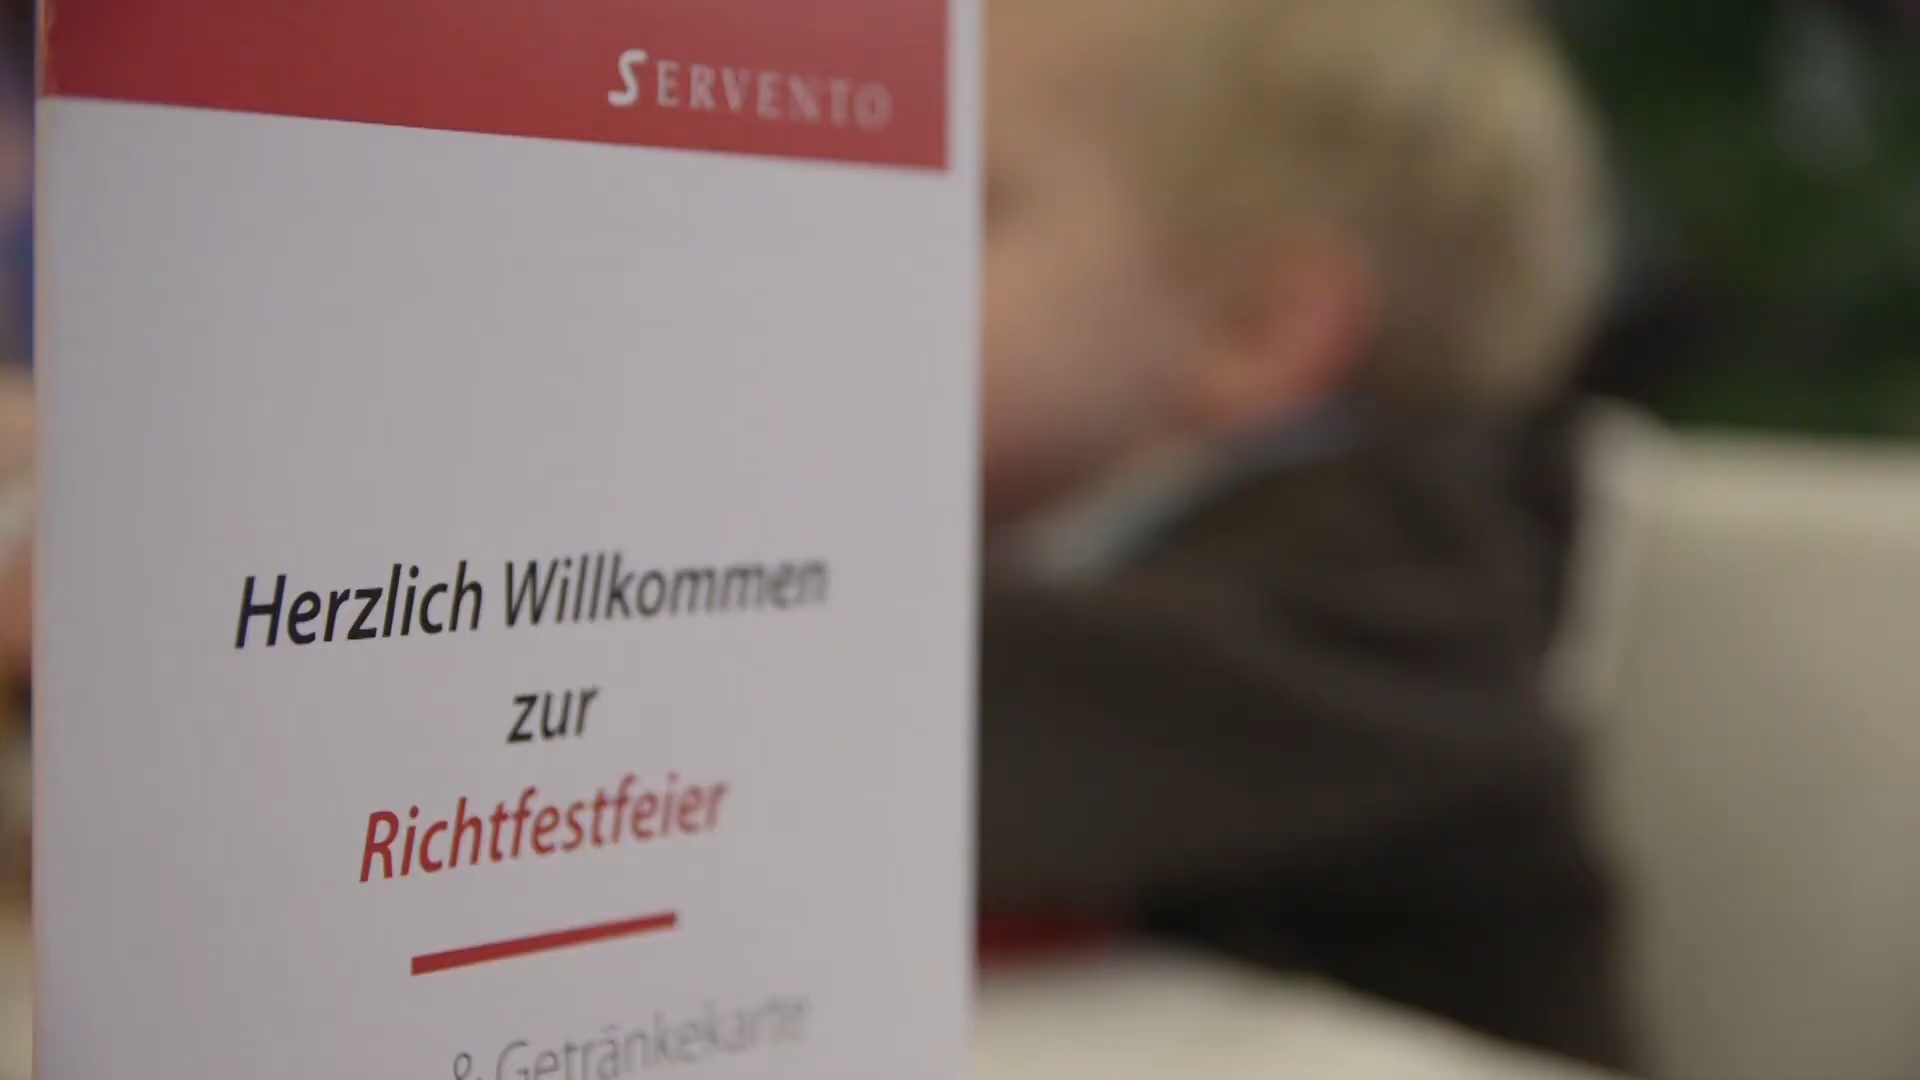 SERVENTO
Herzlich Willkommen
zur
Richtfestfeier
& Getränkekarte